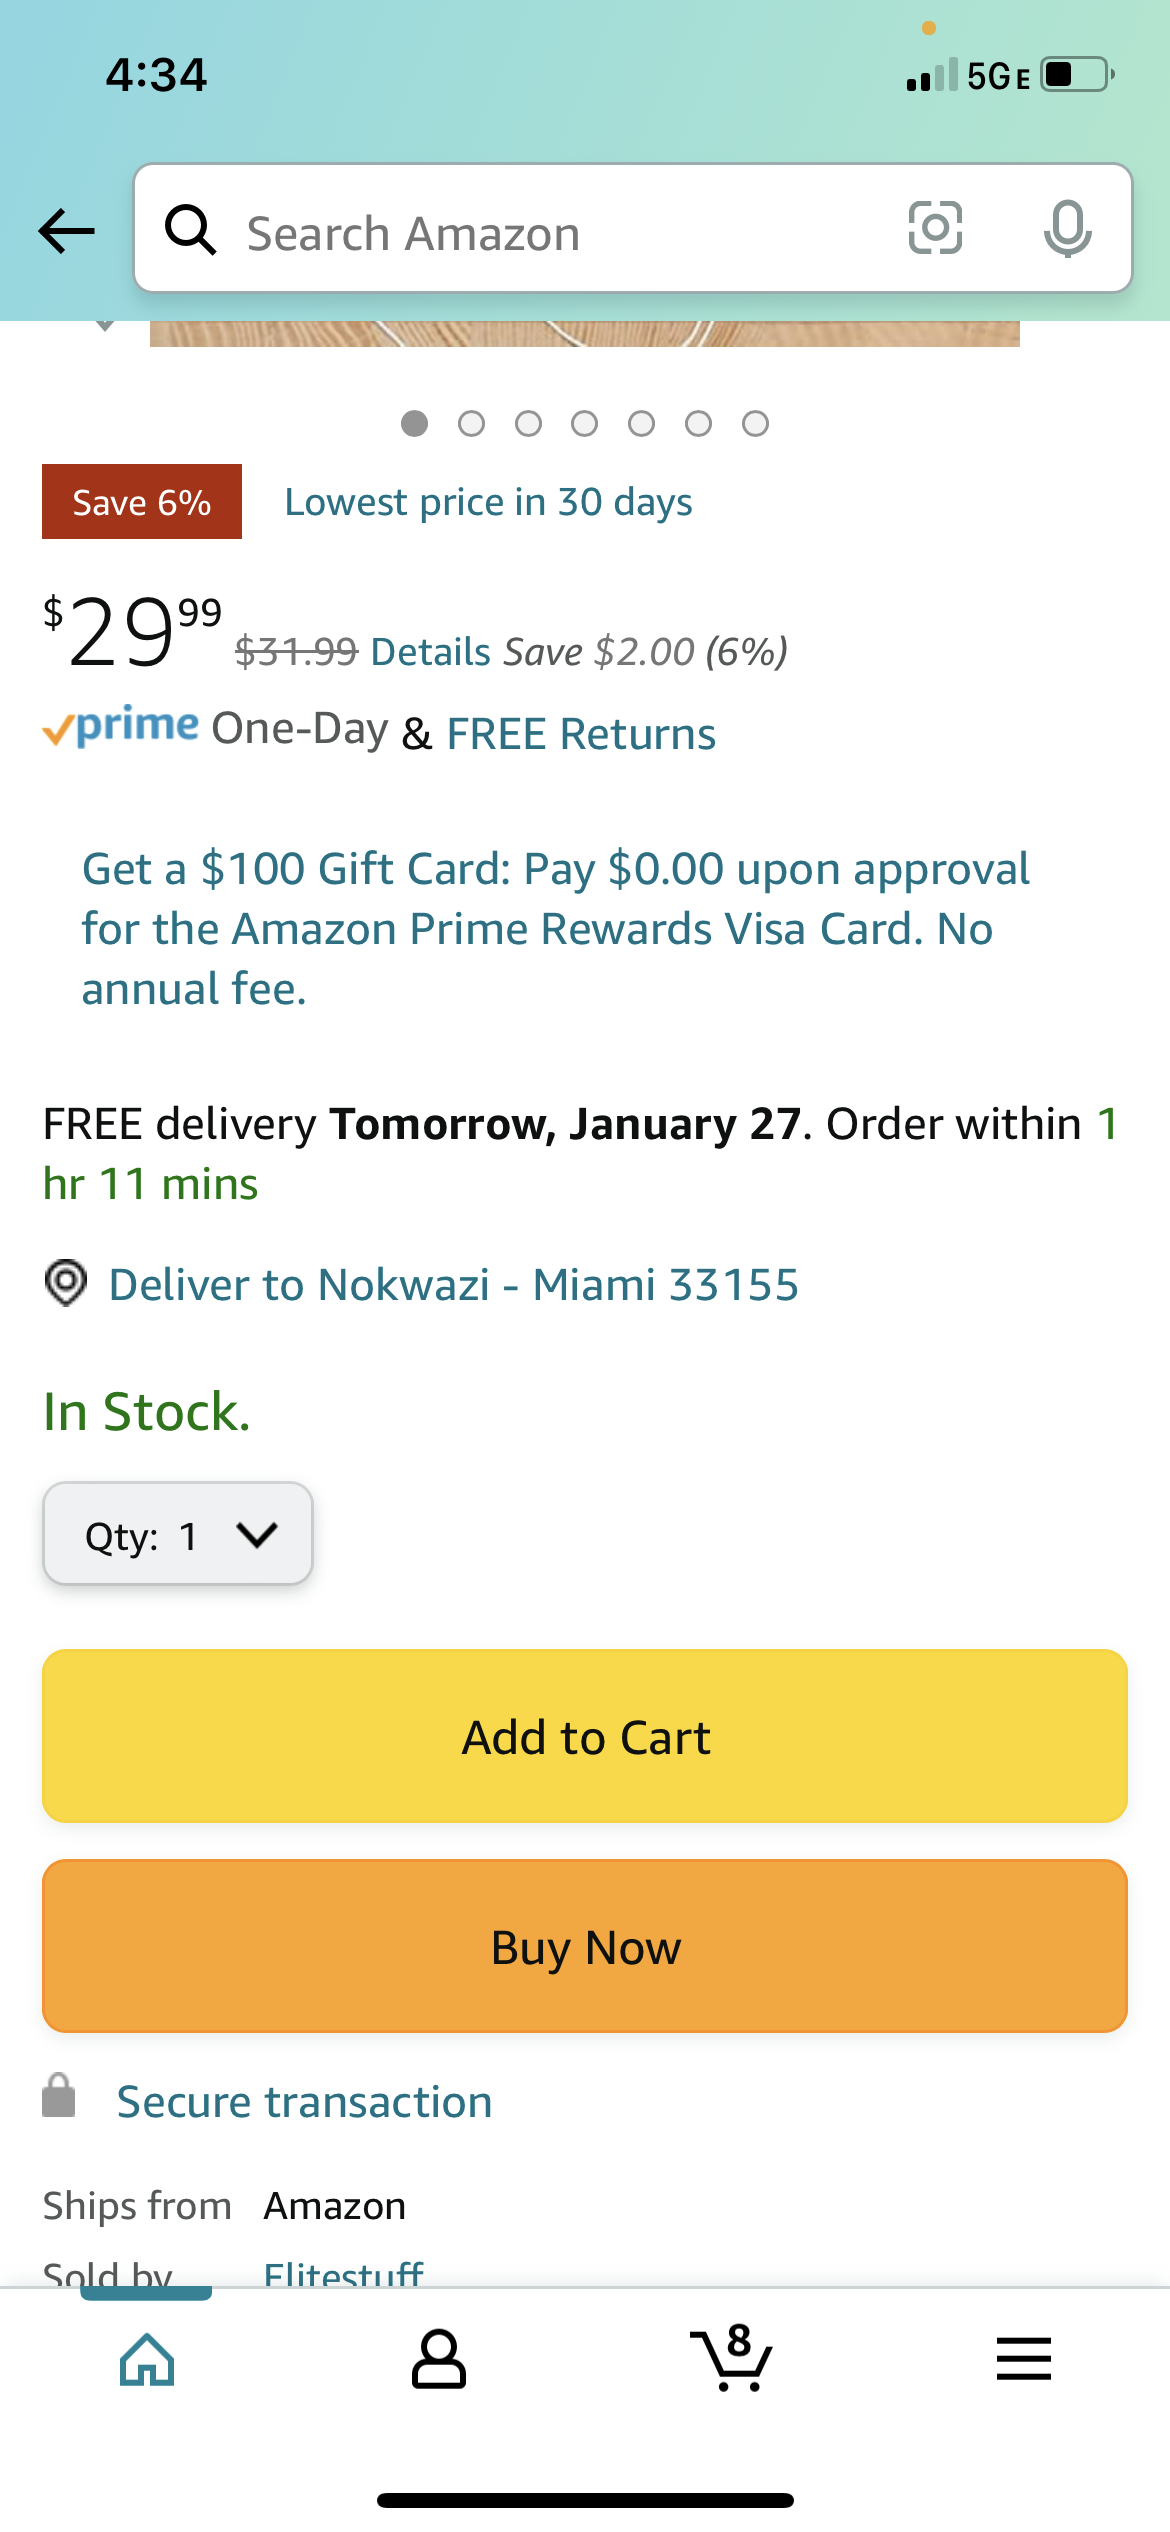 4:34
5G E
Search Amazon
Save 6%
Lowest price in 30 days
$29 99 $31.99 Details Save $2.00 (6%)
prime One-Day & FREE Returns
Get a $100 Gift Card: Pay $0.00 upon approval
for the Amazon Prime Rewards Visa Card. No
annual fee.
FREE delivery Tomorrow, January 27. Order within 1
hr 11 mins
Deliver to Nokwazi - Miami 33155
In Stock.
Qty: 1
Add to Cart
Buy Now
Secure transaction
Ships from Amazon
Sold by Elitestuff
8